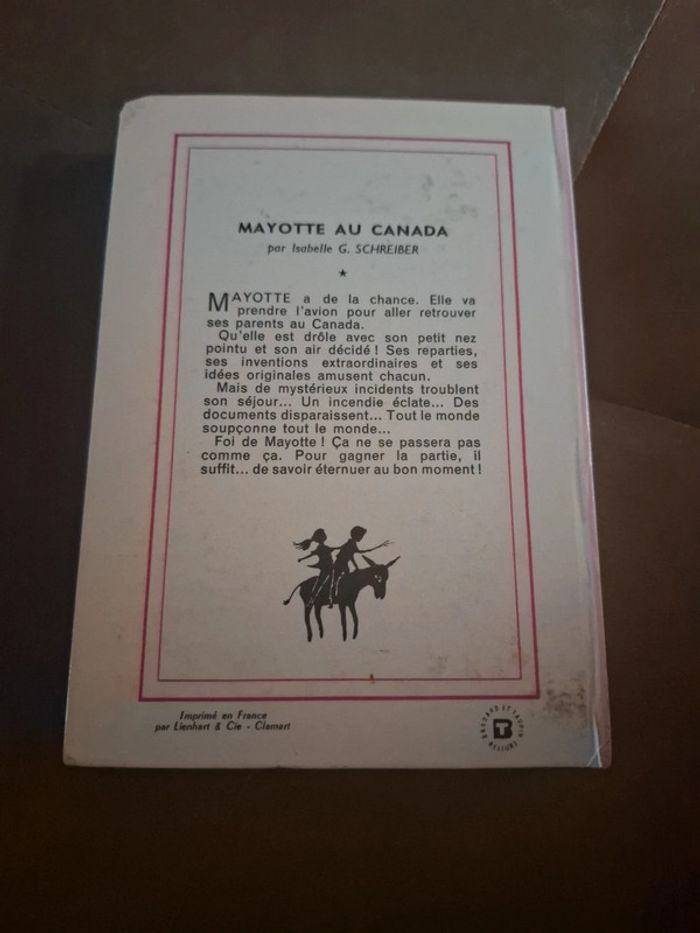 MAYOTTE AU CANADA
par Isabelle G. SCHREIBER
MAYOTTE a de la chance. Elle va
prendre l'avion pour aller retrouver
ses parents au Canada.
Qu'elle est drôle avec son petit nez
pointu et son air décidé ! Ses reparties,
ses inventions extraordinaires et ses
idées originales amusent chacun.
Mais de mystérieux incidents troublent
son séjour... Un incendie éclate... Des
documents disparaissent... Tout le monde
soupçonne tout le monde...
Foi de Mayotte ! Ça ne se passera pas
comme ça. Pour gagner la partie, il
suffit... de savoir éternuer au bon moment !
Imprimé en France
par Lienhart & Cie - Clamart
BRODARD ET TAUPIN
RELIURE